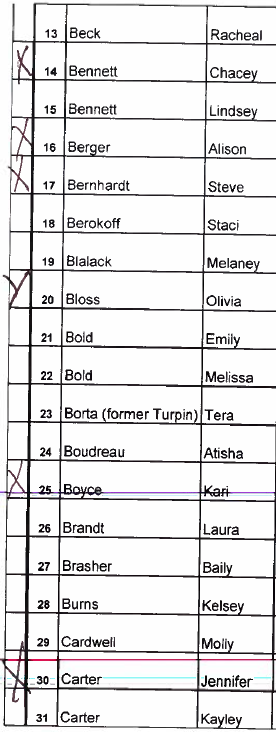 13 Beck Racheal
X 14 Bennett Chacey
15 Bennett Lindsey
X 16 Berger Alison
X 17 Bernhardt Steve
18 Berokoff Staci
19 Blalack Melaney
X 20 Bloss Olivia
21 Bold Emily
22 Bold Melissa
23 Borta (former Turpin) Tera
24 Boudreau Atisha
X 25 Boyce Kari
26 Brandt Laura
27 Brasher Baily
28 Burns Kelsey
29 Cardwell Molly
X 30 Carter Jennifer
31 Carter Kayley